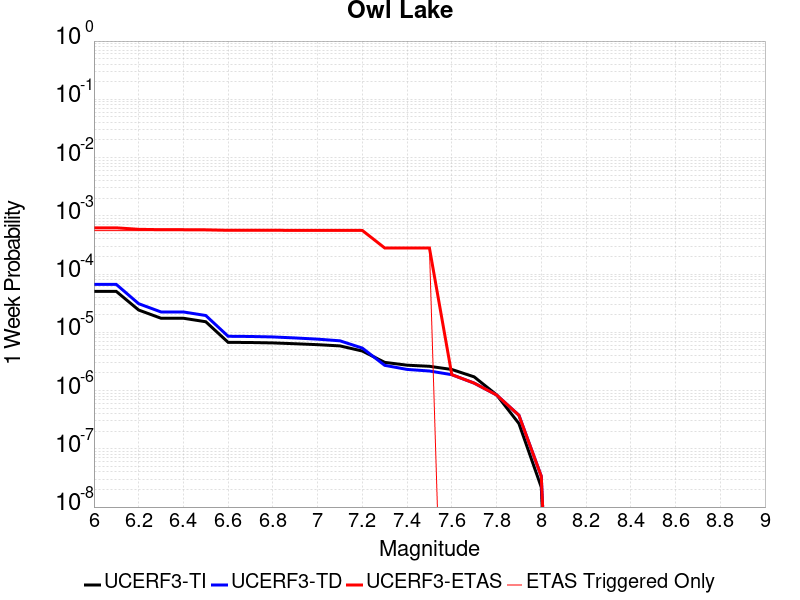 Owl Lake
10^0
10^-1
10^-2
10^-3
10^-4
10^-5
10^-6
10^-7
10^-8
1 Week Probability
6 6.2 6.4 6.6 6.8 7 7.2 7.4 7.6 7.8 8 8.2 8.4 8.6 8.8 9
Magnitude
UCERF3-TI UCERF3-TD UCERF3-ETAS ETAS Triggered Only